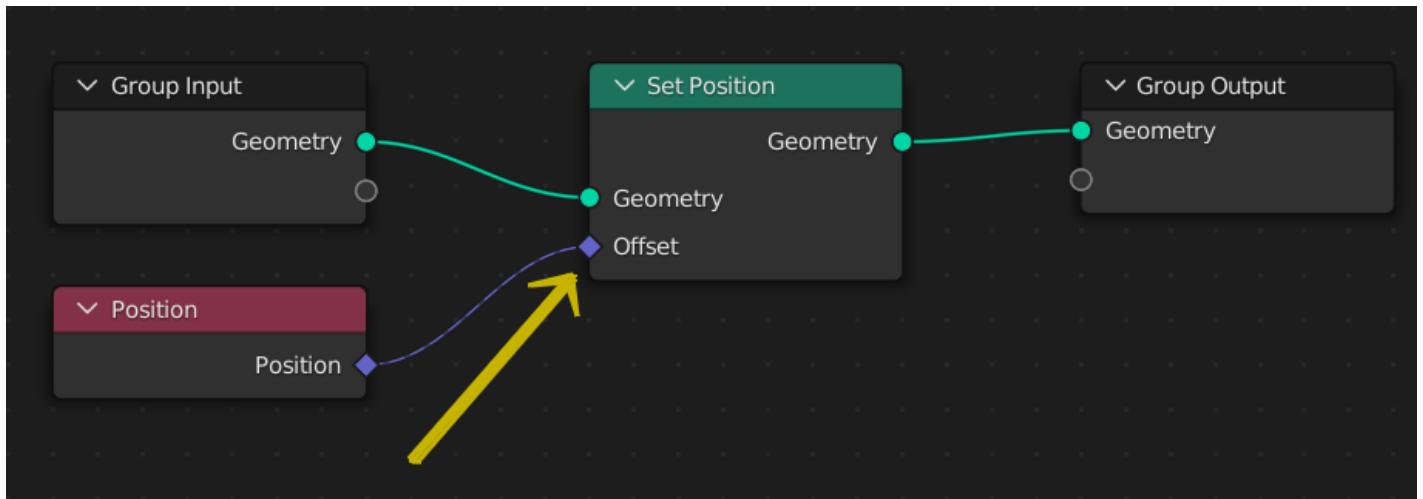 Group Input
Geometry
Set Position
Geometry
Geometry
Offset
Group Output
Geometry
Position
Position